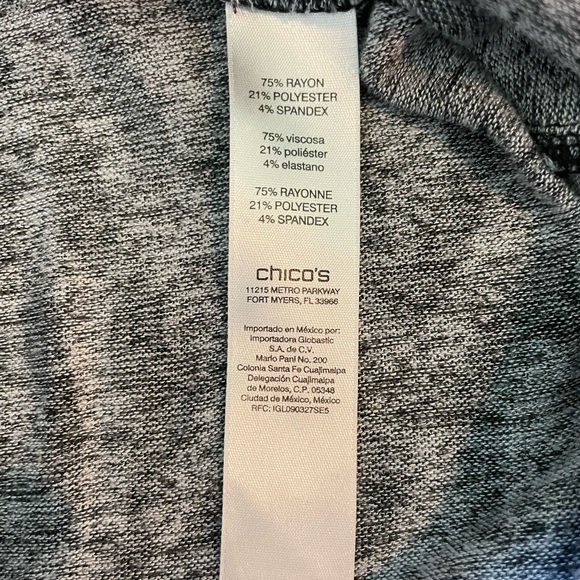 75% RAYON
21% POLYESTER
4% SPANDEX
75% viscosa
21% poliéster
4% elastano
75% RAYONNE
21% POLYESTER
4% SPANDEX
chico's
11215 METRO PARKWAY
FORT MYERS, FL 33966
Importado en México por:
Importadora Globastic
S.A. de C.V.
Mario Pani No. 200
Colonia Santa Fe Cuajimalpa
Delegación Cuajimalpa
de Morelos, C.P. 05348
Ciudad de México, México
RFC: IGL090327SE5